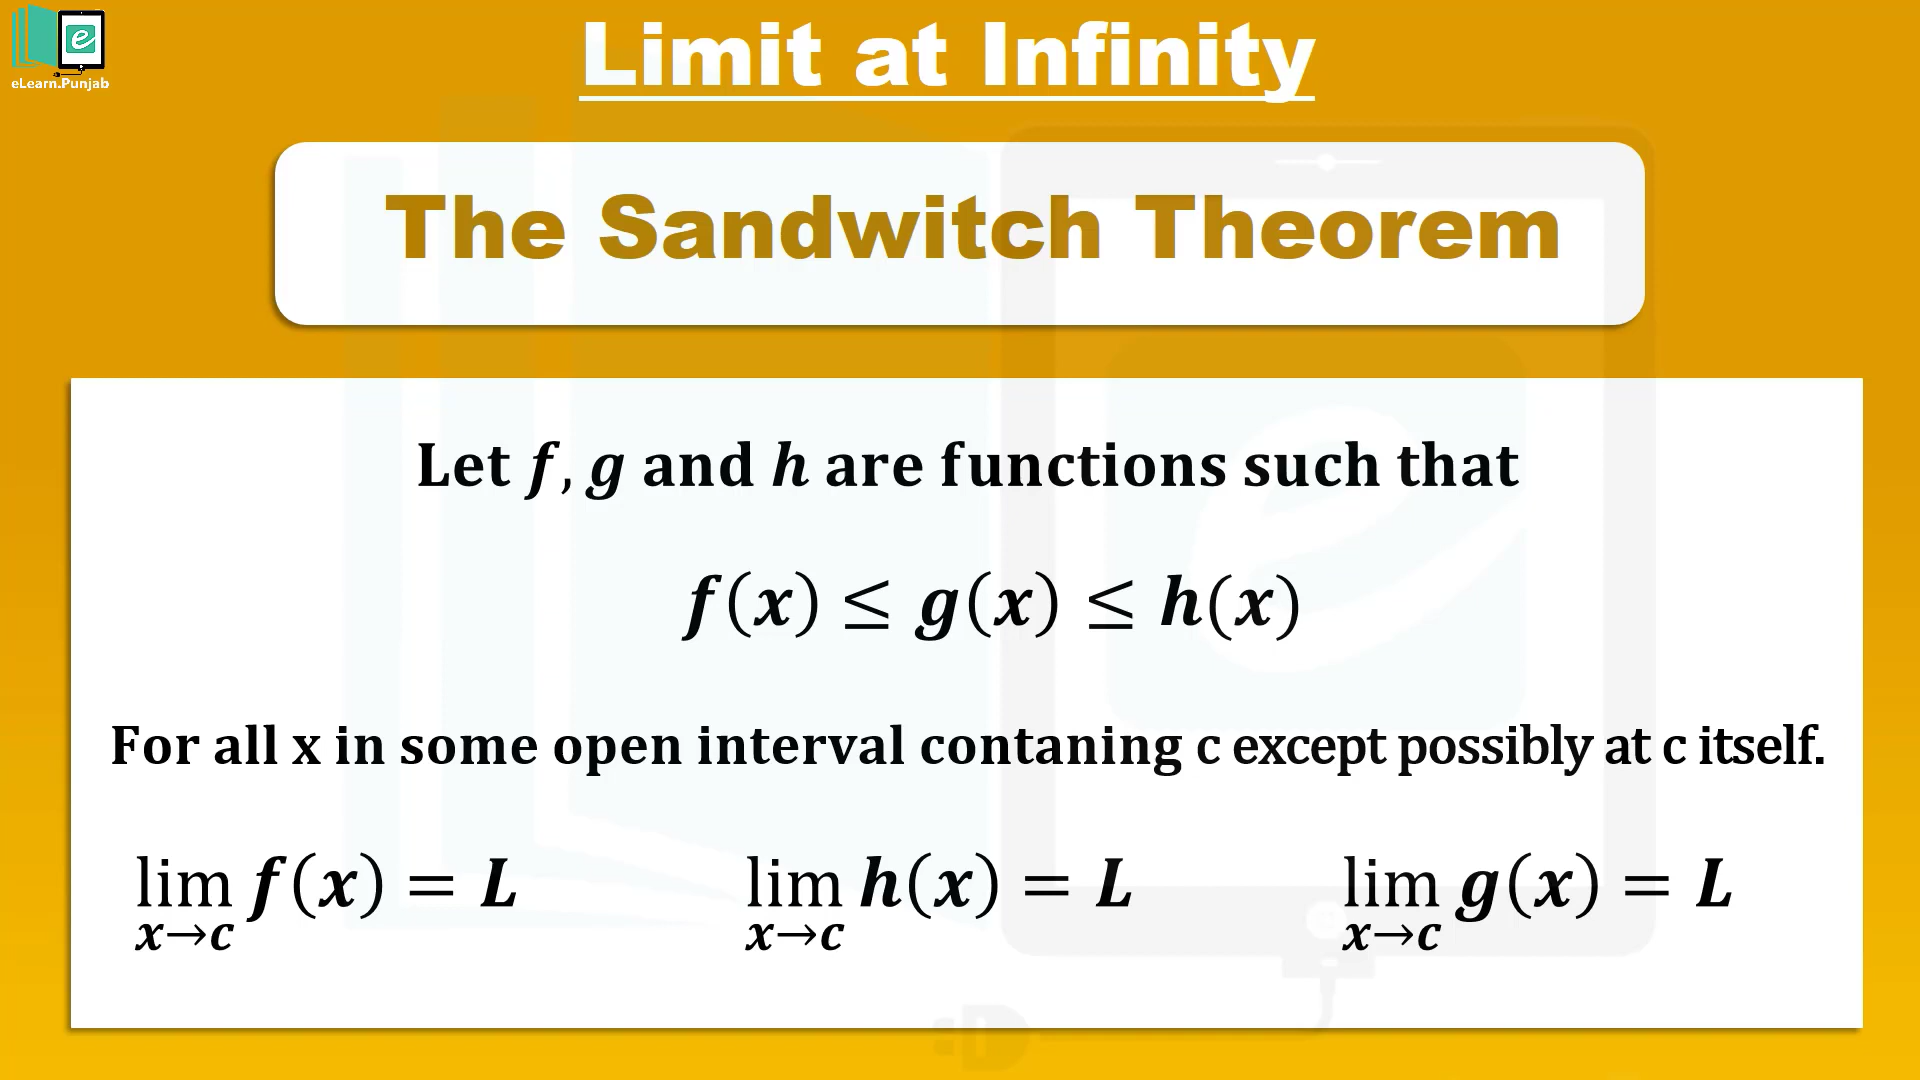 eLearn.Punjab
Limit at Infinity
The Sandwitch Theorem
Let f, g and h are functions such that
f(x) ≤ g(x) ≤ h(x)
For all x in some open interval contaning c except possibly at c itself.
lim x→c f(x) = L    lim x→c h(x) = L    lim x→c g(x) = L